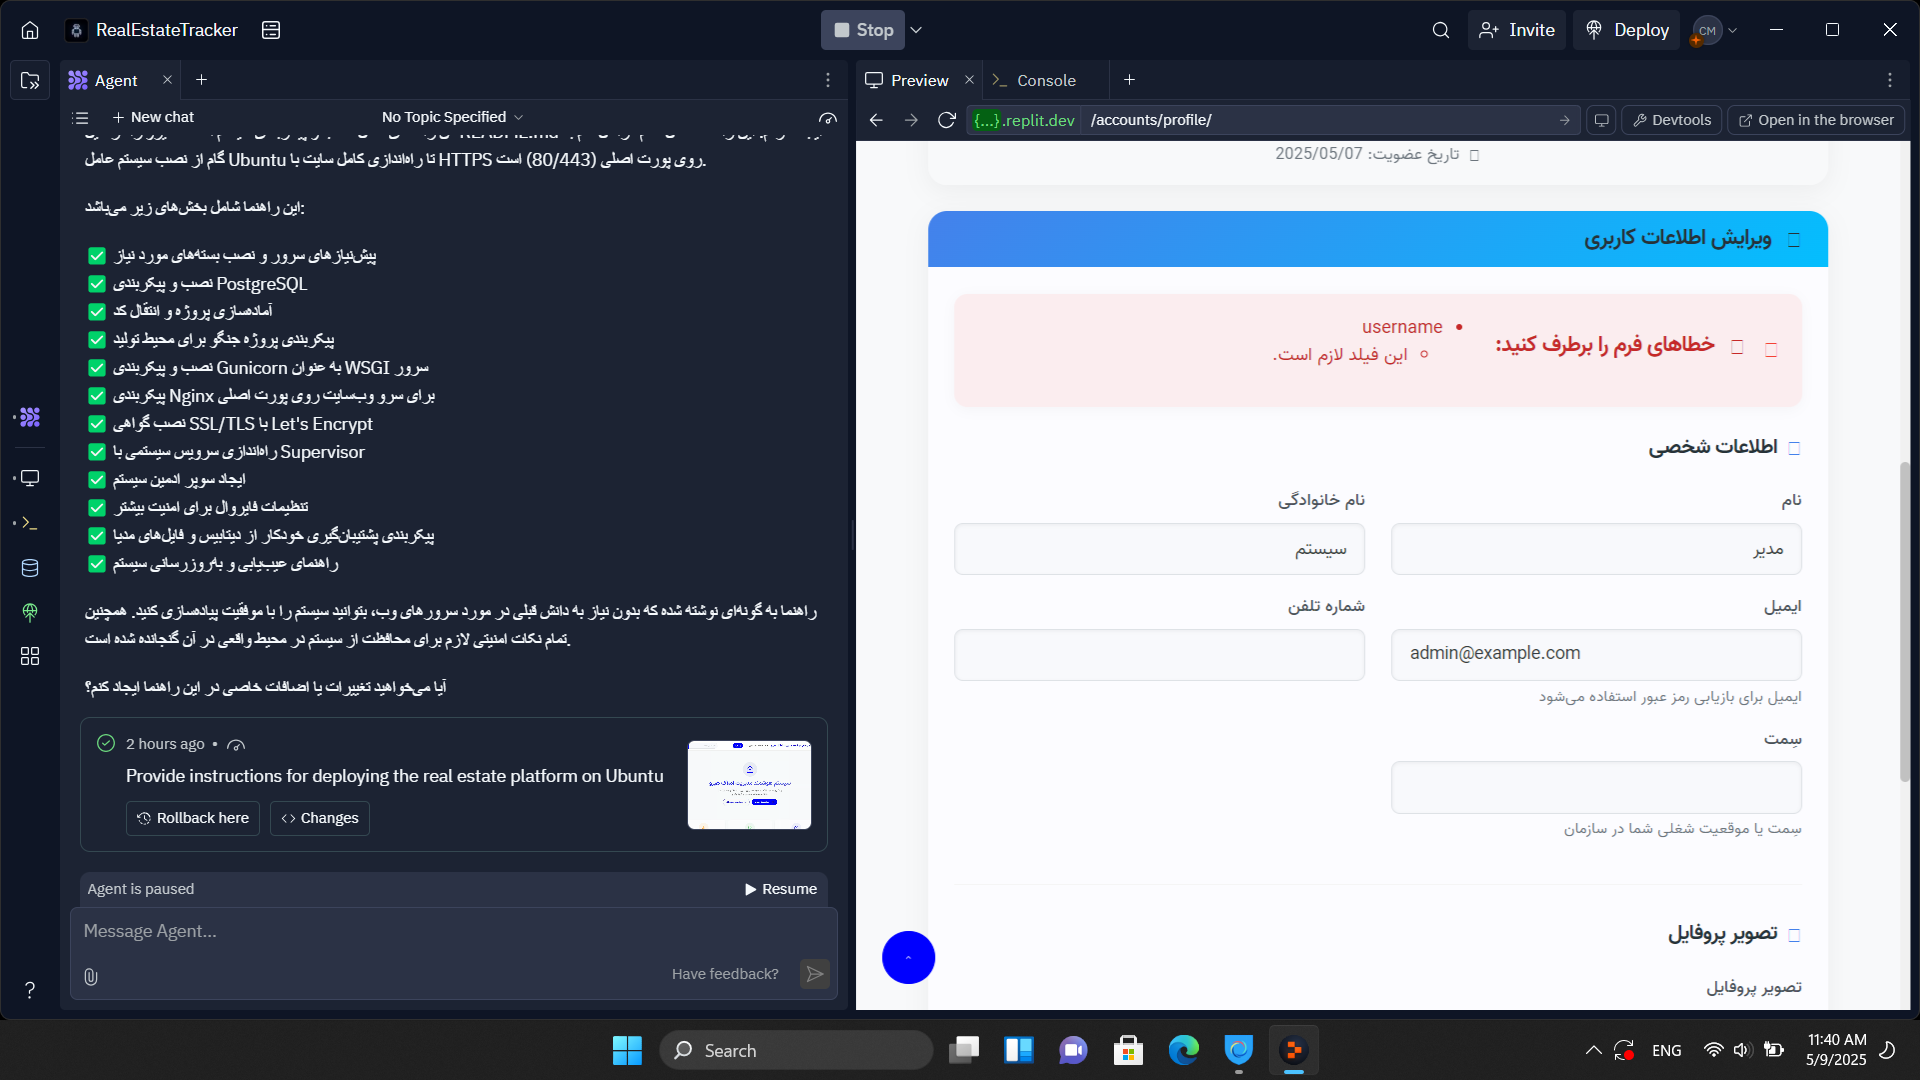 RealEstateTracker
Stop
Invite
Deploy
CM
Agent
Preview
Console
New chat
No Topic Specified
{...}.replit.dev
/accounts/profile/
Devtools
Open in the browser
گام از نصب سیستم عامل Ubuntu تا راه‌اندازی کامل سایت با HTTPS روی پورت اصلی (80/443) است.
این راهنما شامل بخش‌های زیر می‌باشد:
✅ پیش‌نیازهای سرور و نصب بسته‌های مورد نیاز
✅ نصب و پیکربندی PostgreSQL
✅ آماده‌سازی پروژه و انتقال کد
✅ پیکربندی پروژه جنگو برای محیط تولید
✅ نصب و پیکربندی Gunicorn به عنوان WSGI سرور
✅ پیکربندی Nginx برای سرو وب‌سایت روی پورت اصلی
✅ نصب گواهی SSL/TLS با Let's Encrypt
✅ راه‌اندازی سرویس سیستمی با Supervisor
✅ ایجاد سوپر ادمین سیستم
✅ تنظیمات فایروال برای امنیت بیشتر
✅ پیکربندی پشتیبان‌گیری خودکار از دیتابیس و فایل‌های مدیا
✅ راهنمای عیب‌یابی و به‌روزرسانی سیستم
راهنما به گونه‌ای نوشته شده که بدون نیاز به دانش قبلی در مورد سرورهای وب، بتوانید سیستم را با موفقیت پیاده‌سازی کنید. همچنین
تمام نکات امنیتی لازم برای محافظت از سیستم در محیط واقعی در آن گنجانده شده است.
آیا می‌خواهید تغییرات یا اضافات خاصی در این راهنما ایجاد کنم؟
2 hours ago •
Provide instructions for deploying the real estate platform on Ubuntu
Rollback here
Changes
Agent is paused
Resume
Message Agent...
Have feedback?
تاریخ عضویت: 2025/05/07
ویرایش اطلاعات کاربری
خطاهای فرم را برطرف کنید:
username
این فیلد لازم است.
اطلاعات شخصی
نام
نام خانوادگی
مدیر
سیستم
ایمیل
شماره تلفن
admin@example.com
ایمیل برای بازیابی رمز عبور استفاده می‌شود
سِمت
سِمت یا موقعیت شغلی شما در سازمان
تصویر پروفایل
تصویر پروفایل
Search
ENG
11:40 AM
5/9/2025